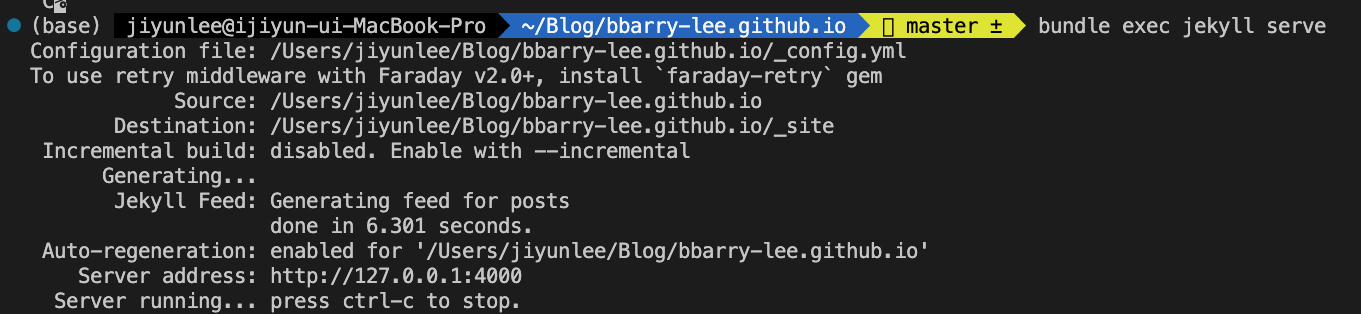 (base) jiyunlee@ijiyun-ui-MacBook-Pro ~/Blog/bbarry-lee.github.io master ± bundle exec jekyll serve
Configuration file: /Users/jiyunlee/Blog/bbarry-lee.github.io/_config.yml
To use retry middleware with Faraday v2.0+, install `faraday-retry` gem
Source: /Users/jiyunlee/Blog/bbarry-lee.github.io
Destination: /Users/jiyunlee/Blog/bbarry-lee.github.io/_site
Incremental build: disabled. Enable with --incremental
Generating...
Jekyll Feed: Generating feed for posts
done in 6.301 seconds.
Auto-regeneration: enabled for '/Users/jiyunlee/Blog/bbarry-lee.github.io'
Server address: http://127.0.0.1:4000
Server running... press ctrl-c to stop.